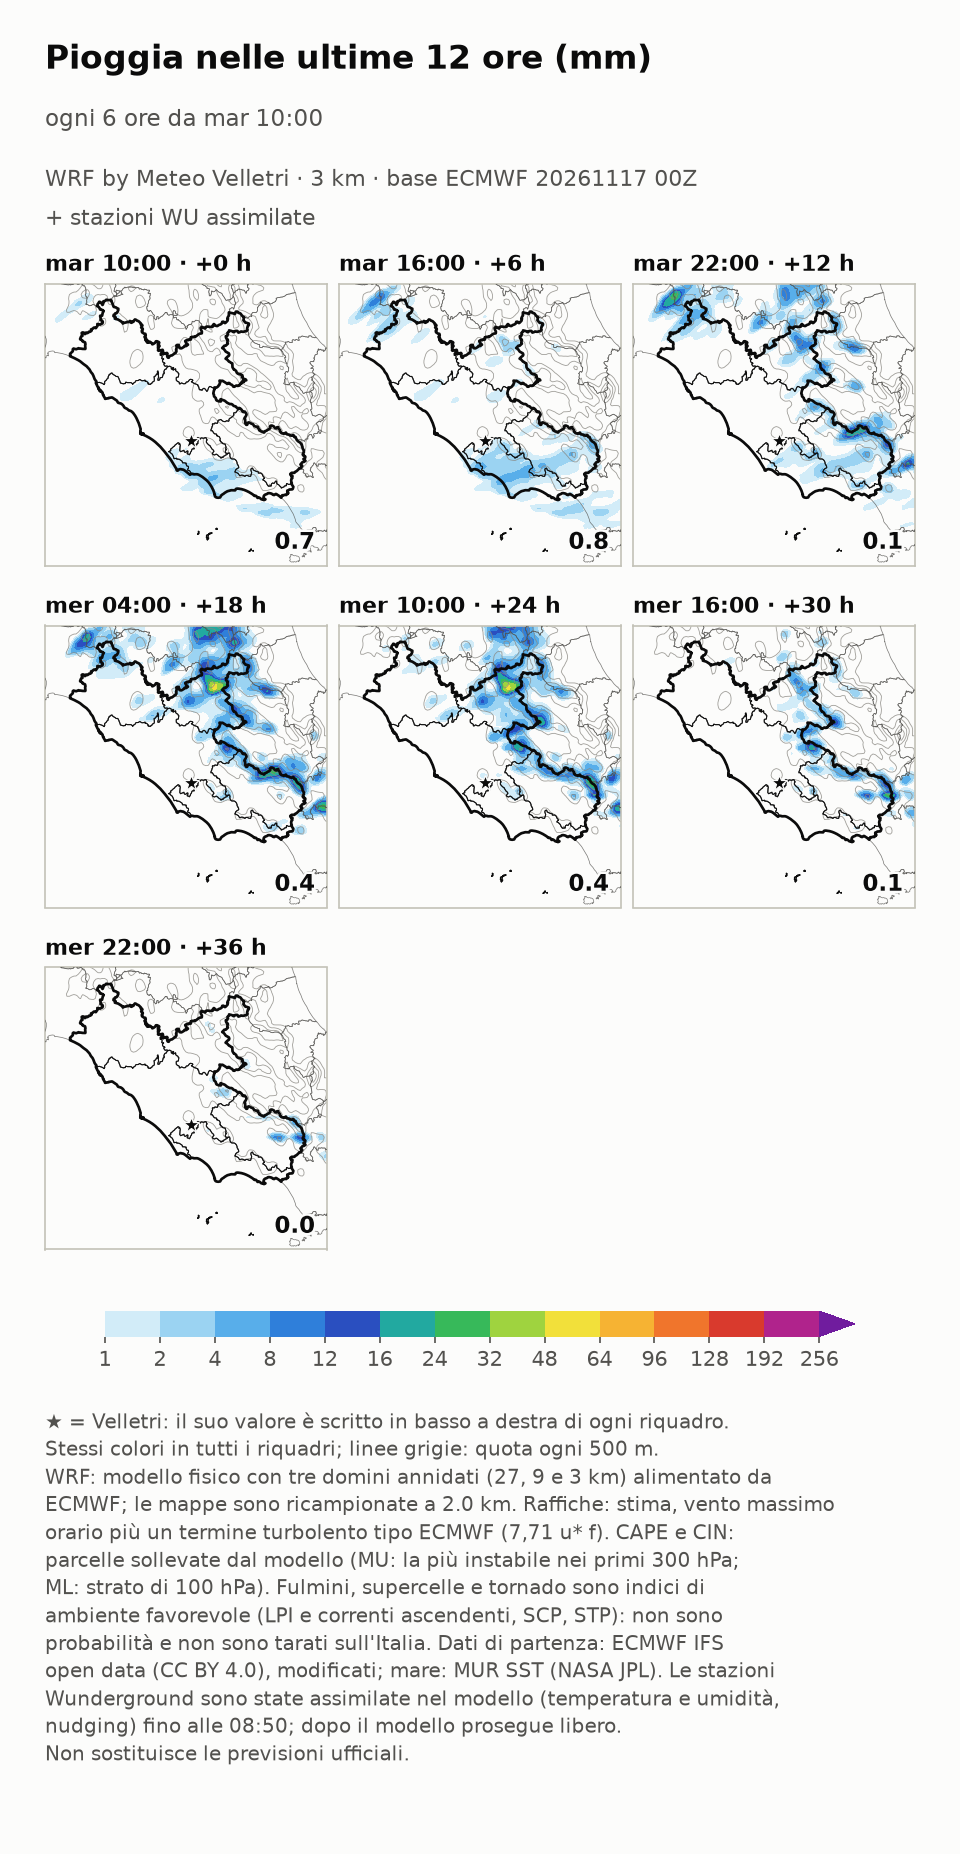 Pioggia nelle ultime 12 ore (mm)
ogni 6 ore da mar 10:00
WRF by Meteo Velletri · 3 km · base ECMWF 20261117 00Z
+ stazioni WU assimilate
mar 10:00 · +0 h
mar 16:00 · +6 h
mar 22:00 · +12 h
0.7
0.8
0.1
mer 04:00 · +18 h
mer 10:00 · +24 h
mer 16:00 · +30 h
0.4
0.4
0.1
mer 22:00 · +36 h
0.0
1 2 4 8 12 16 24 32 48 64 96 128 192 256
★ = Velletri: il suo valore è scritto in basso a destra di ogni riquadro.
Stessi colori in tutti i riquadri; linee grigie: quota ogni 500 m.
WRF: modello fisico con tre domini annidati (27, 9 e 3 km) alimentato da
ECMWF; le mappe sono ricampionate a 2.0 km. Raffiche: stima, vento massimo
orario più un termine turbolento tipo ECMWF (7,71 u* f). CAPE e CIN:
parcelle sollevate dal modello (MU: la più instabile nei primi 300 hPa;
ML: strato di 100 hPa). Fulmini, supercelle e tornado sono indici di
ambiente favorevole (LPI e correnti ascendenti, SCP, STP): non sono
probabilità e non sono tarati sull'Italia. Dati di partenza: ECMWF IFS
open data (CC BY 4.0), modificati; mare: MUR SST (NASA JPL). Le stazioni
Wunderground sono state assimilate nel modello (temperatura e umidità,
nudging) fino alle 08:50; dopo il modello prosegue libero.
Non sostituisce le previsioni ufficiali.